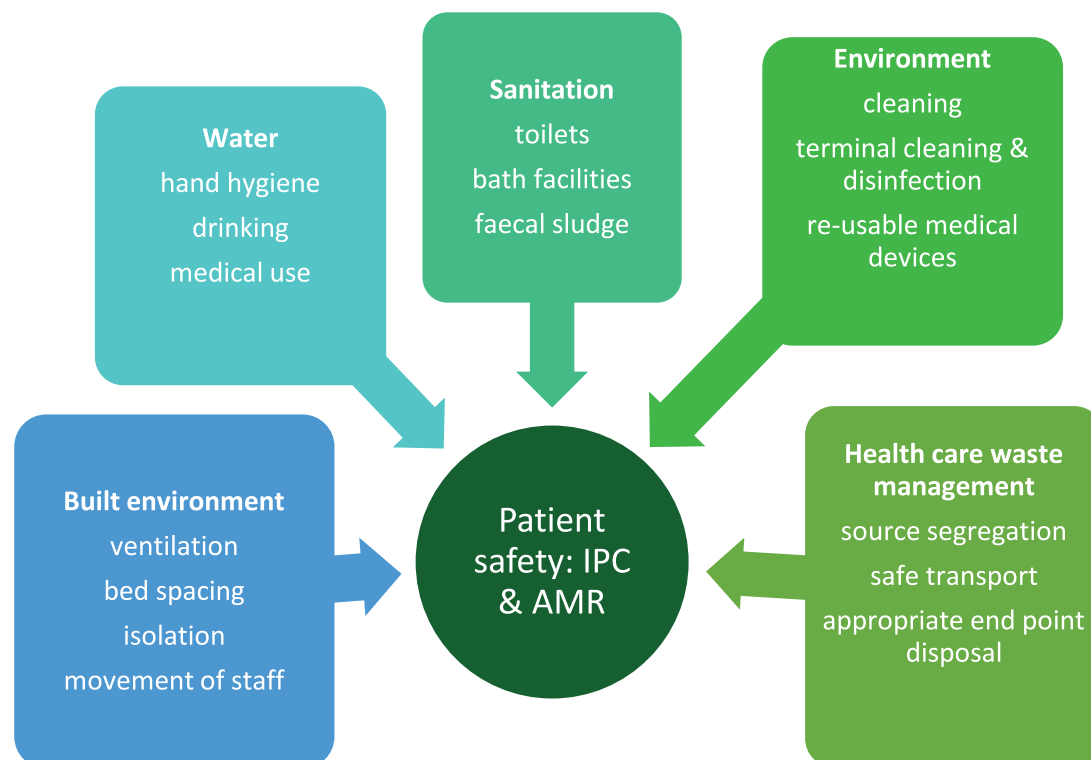 Water
hand hygiene
drinking
medical use
Sanitation
toilets
bath facilities
faecal sludge
Environment
cleaning
terminal cleaning &
disinfection
re-usable medical
devices
Built environment
ventilation
bed spacing
isolation
movement of staff
Patient
safety: IPC
& AMR
Health care waste
management
source segregation
safe transport
appropriate end point
disposal